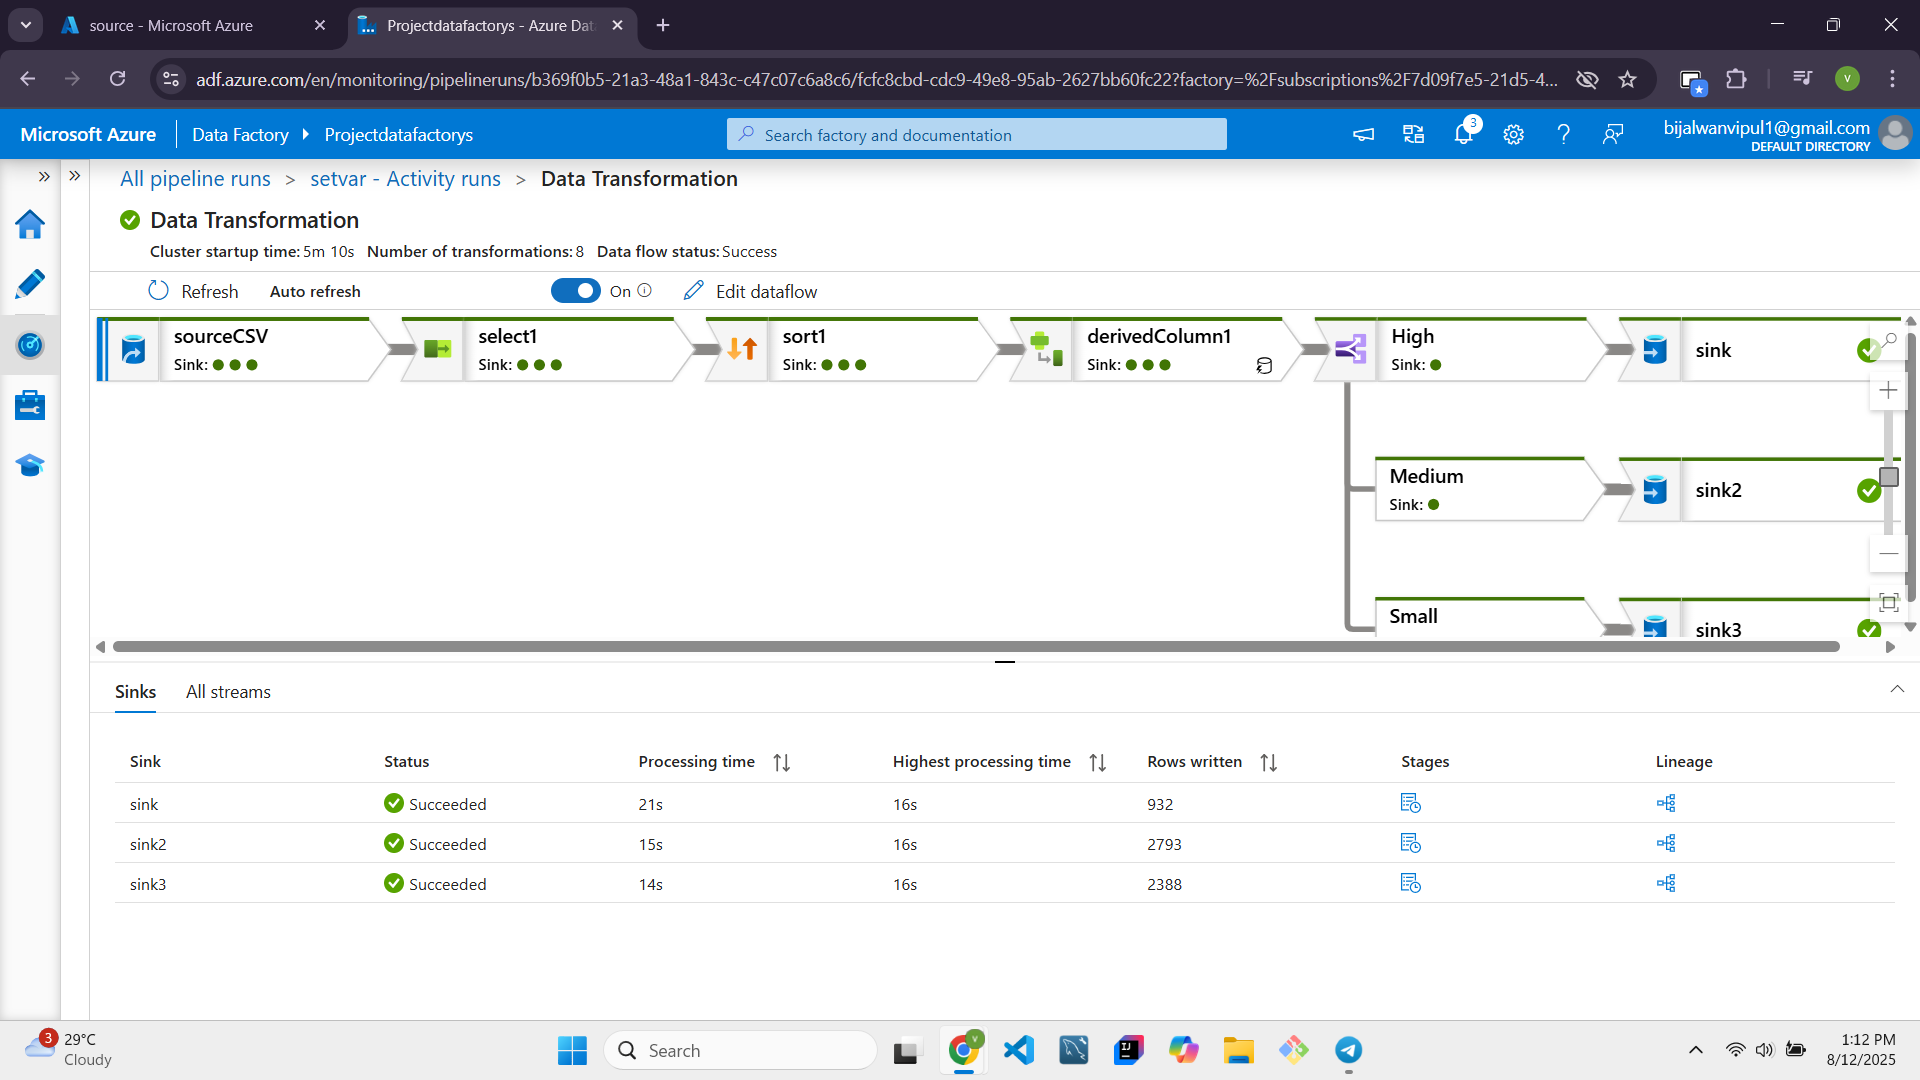 source - Microsoft Azure
Projectdatafactorys - Azure Dat
adf.azure.com/en/monitoring/pipelineruns/b369f0b5-21a3-48a1-843c-c47c07c6a8c6/fcfc8cbd-cdc9-49e8-95ab-2627bb60fc22?factory=%2Fsubscriptions%2F7d09f7e5-21d5-4...
V
Microsoft Azure
Data Factory
Projectdatafactorys
Search factory and documentation
3
bijalwanvipul1@gmail.com
DEFAULT DIRECTORY
All pipeline runs > setvar - Activity runs > Data Transformation
Data Transformation
Cluster startup time: 5m 10s Number of transformations: 8 Data flow status: Success
Refresh Auto refresh On Edit dataflow
sourceCSV
Sink:
select1
Sink:
sort1
Sink:
derivedColumn1
Sink:
High
Sink:
sink
Medium
Sink:
sink2
Small
sink3
Sinks All streams
Sink Status Processing time Highest processing time Rows written Stages Lineage
sink Succeeded 21s 16s 932
sink2 Succeeded 15s 16s 2793
sink3 Succeeded 14s 16s 2388
3
29°C
Cloudy
Search
V
IJ
1:12 PM
8/12/2025